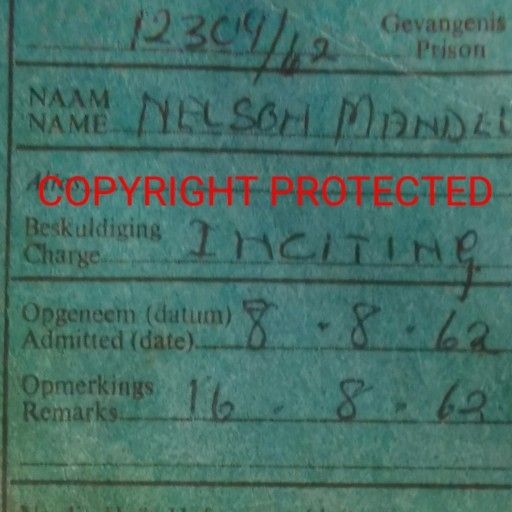 12304/62 Gevangenis
Prison
NAAM
NAME NELSON MANDEL
COPYRIGHT PROTECTED
Beskuldiging
Charge INCITING
Opgeneem (datum)
Admitted (date) 8.8.62
Opmerkings
Remarks 16.8.62